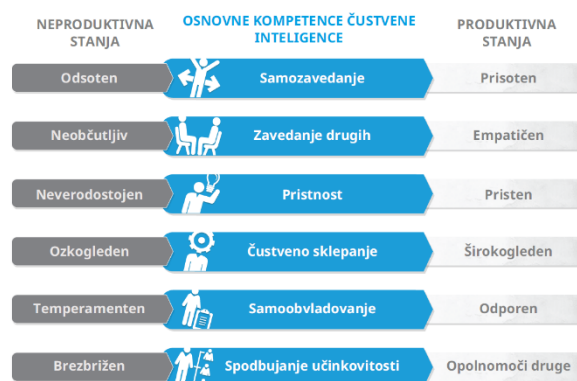 NEPRODUKTIVNA
STANJA
OSNOVNE KOMPETENCE ČUSTVENE
INTELIGENCE
PRODUKTIVNA
STANJA
Odsoten
Samozavedanje
Prisoten
Neobčutljiv
Zavedanje drugih
Empatičen
Neverodostojen
Pristnost
Pristen
Ozkogleden
Čustveno sklepanje
Širokogleden
Temperamenten
Samoobvladovanje
Odporen
Brezbrižen
Spodbujanje učinkovitosti
Opolnomoči druge